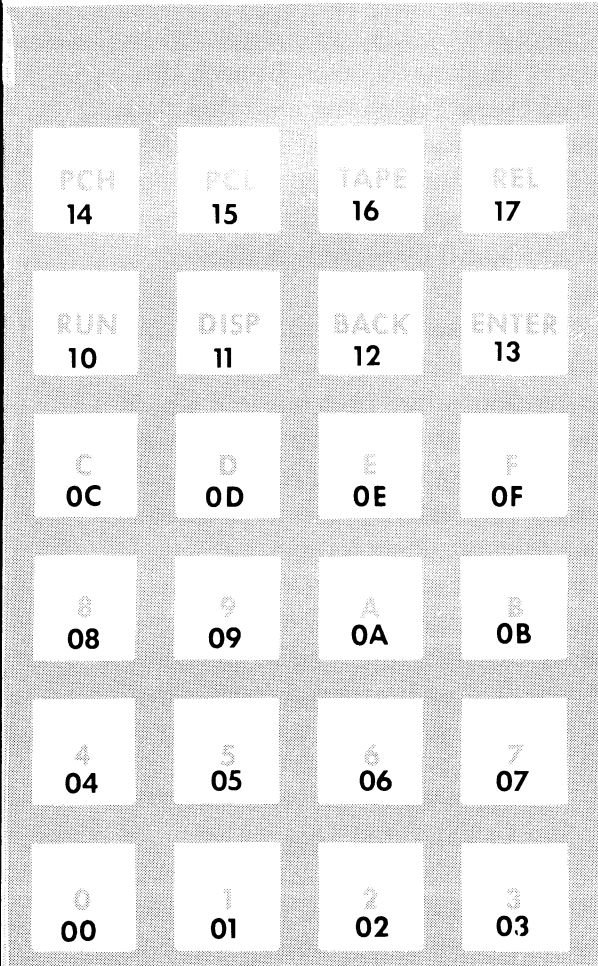 PCH PCL TAPE REL
14 15 16 17
RUN DISP BACK ENTER
10 11 12 13
C D E F
0C 0D 0E 0F
8 9 A B
08 09 0A 0B
4 5 6 7
04 05 06 07
0 1 2 3
00 01 02 03